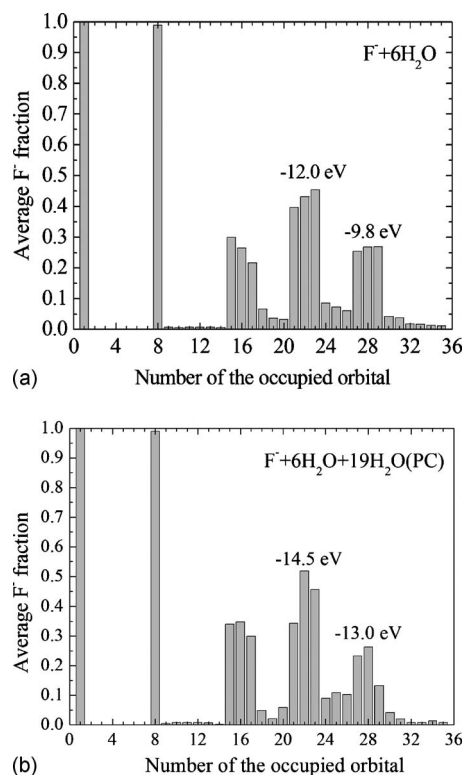 1.0
F⁻+6H₂O
0.9
0.8
0.7
0.6
0.5
-12.0 eV
0.4
-9.8 eV
0.3
0.2
0.1
0.0
0 4 8 12 16 20 24 28 32 36
Average F⁻ fraction
Number of the occupied orbital
(a)
1.0
F⁻+6H₂O+19H₂O(PC)
0.9
0.8
0.7
0.6
-14.5 eV
0.5
0.4
-13.0 eV
0.3
0.2
0.1
0.0
0 4 8 12 16 20 24 28 32 36
Average F⁻ fraction
Number of the occupied orbital
(b)